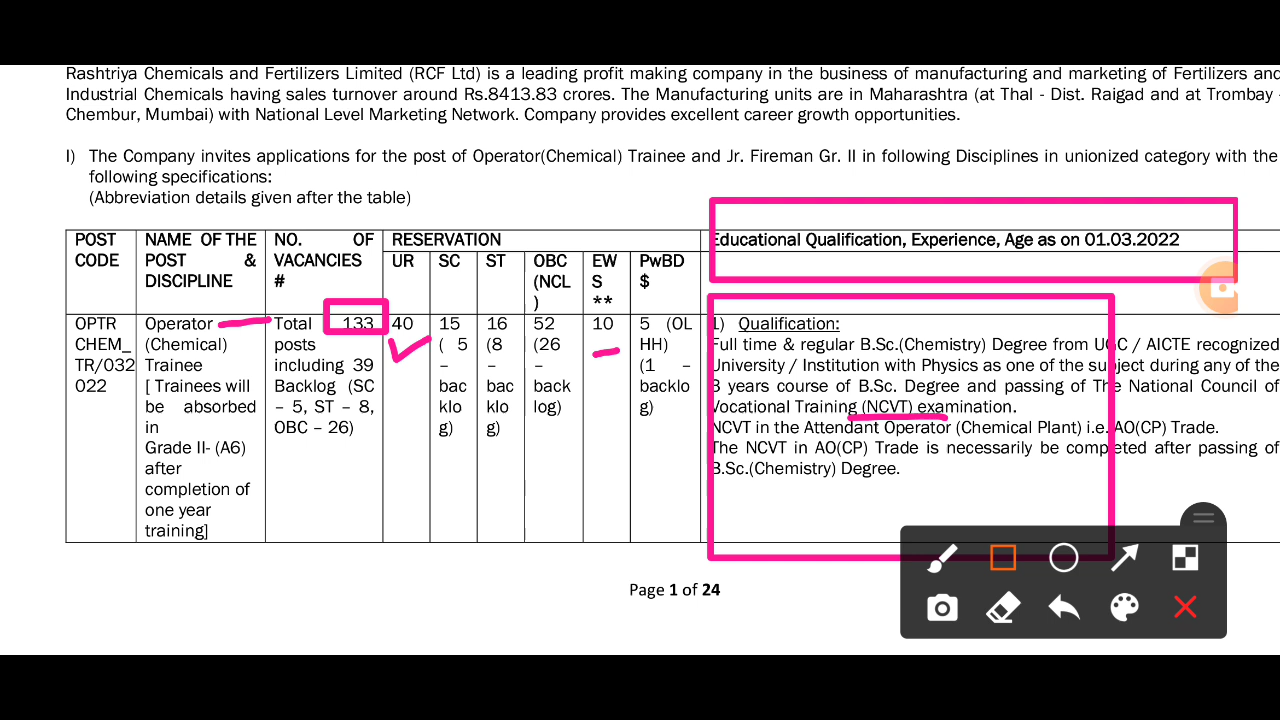 Rashtriya Chemicals and Fertilizers Limited (RCF Ltd) is a leading profit making company in the business of manufacturing and marketing of Fertilizers and
Industrial Chemicals having sales turnover around Rs.8413.83 crores. The Manufacturing units are in Maharashtra (at Thal - Dist. Raigad and at Trombay -
Chembur, Mumbai) with National Level Marketing Network. Company provides excellent career growth opportunities.
I) The Company invites applications for the post of Operator(Chemical) Trainee and Jr. Fireman Gr. II in following Disciplines in unionized category with the
following specifications:
(Abbreviation details given after the table)
POST
CODE
NAME OF THE
POST &
DISCIPLINE
NO. OF
VACANCIES
#
RESERVATION
UR
SC
ST
OBC
(NCL
)
EW
S
**
PwBD
$
Educational Qualification, Experience, Age as on 01.03.2022
OPTR
CHEM_
TR/032
022
Operator
(Chemical)
Trainee
[ Trainees will
be absorbed
in
Grade II- (A6)
after
completion of
one year
training]
Total 133
posts
including 39
Backlog (SC
– 5, ST – 8,
OBC – 26)
40
15
( 5
–
bac
klo
g)
16
(8
–
bac
klo
g)
52
(26
–
back
log)
10
5 (OL
HH)
(1 –
backlo
g)
1) Qualification:
Full time & regular B.Sc.(Chemistry) Degree from UGC / AICTE recognized
University / Institution with Physics as one of the subject during any of the
3 years course of B.Sc. Degree and passing of The National Council of
Vocational Training (NCVT) examination.
NCVT in the Attendant Operator (Chemical Plant) i.e. AO(CP) Trade.
The NCVT in AO(CP) Trade is necessarily be completed after passing of
B.Sc.(Chemistry) Degree.
Page 1 of 24